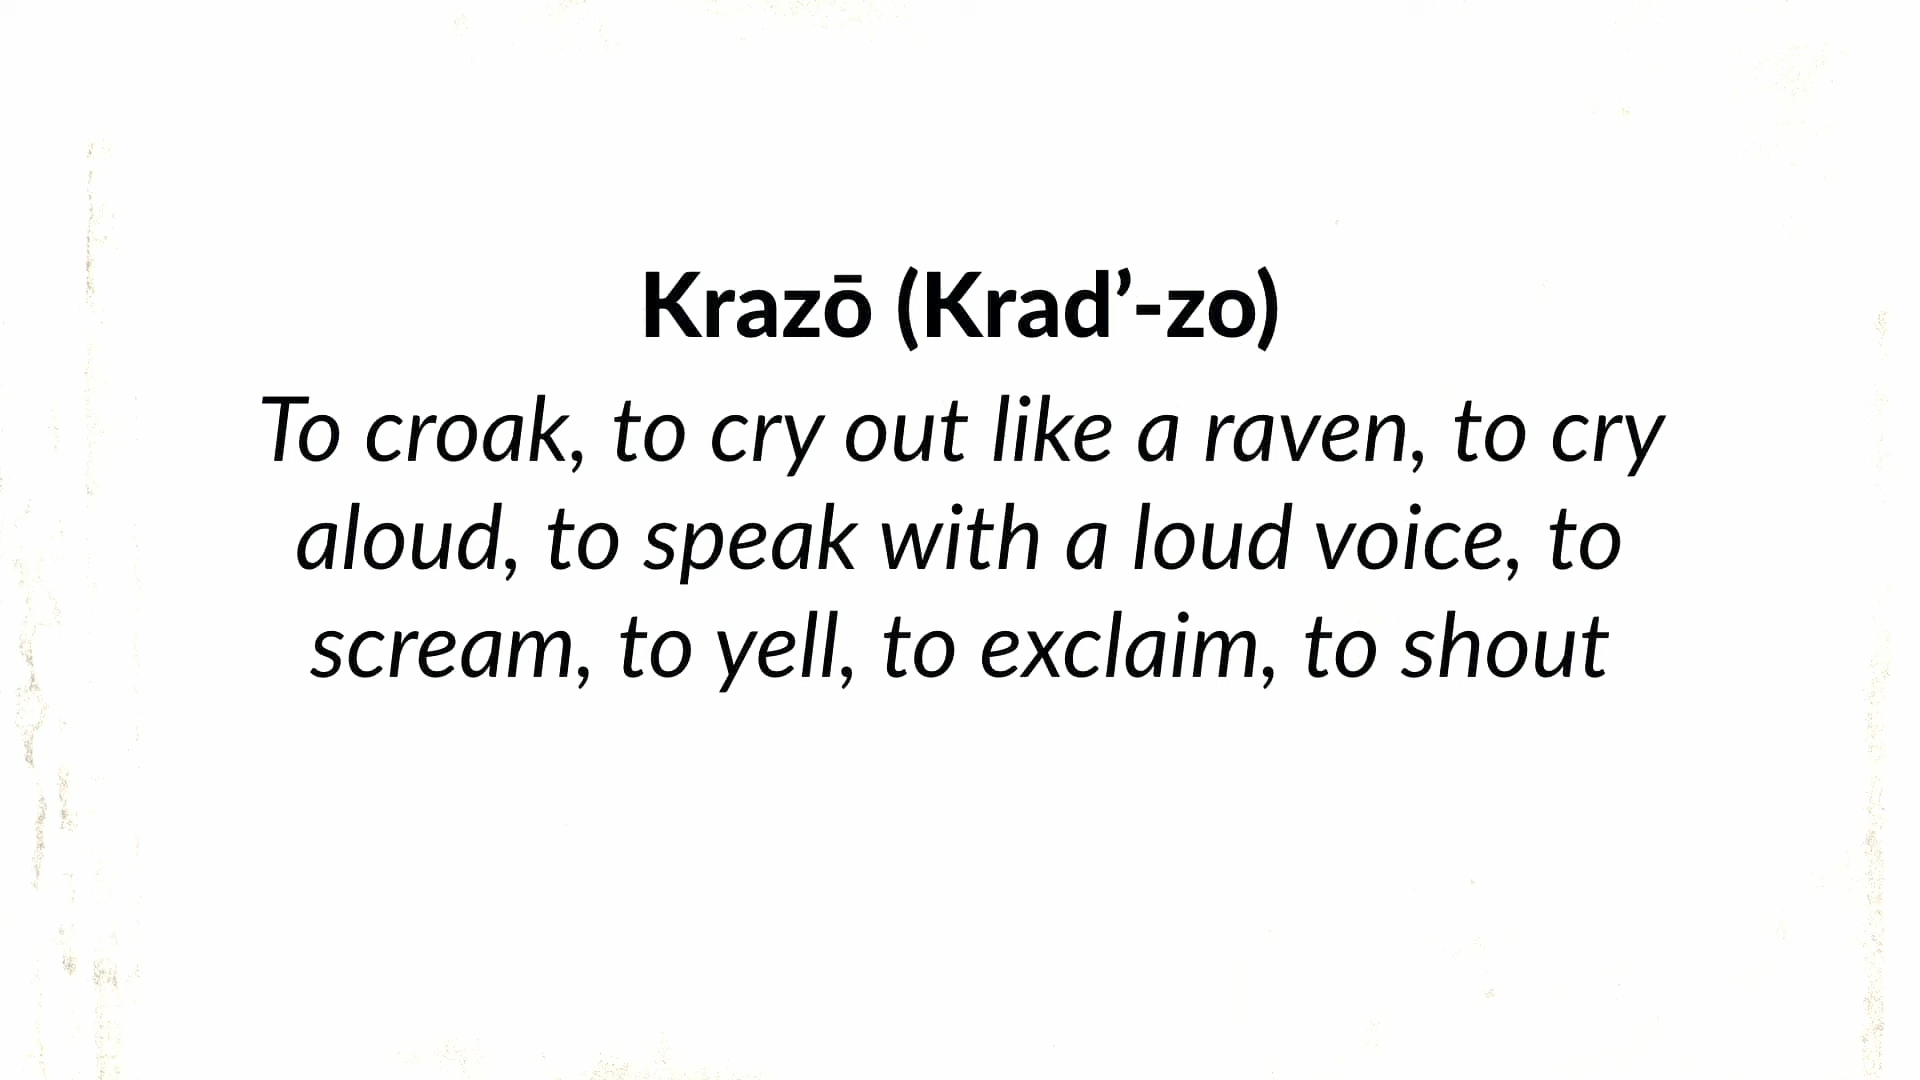 Krazō (Krad’-zo)
To croak, to cry out like a raven, to cry
aloud, to speak with a loud voice, to
scream, to yell, to exclaim, to shout